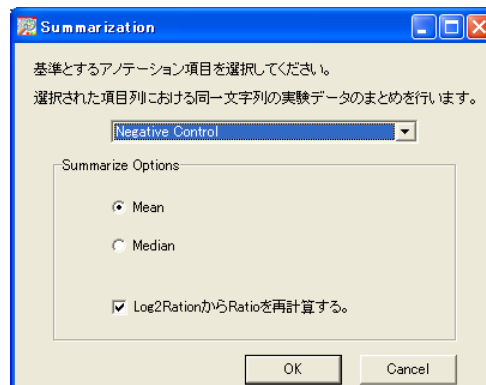 Summarization
基準とするアノテーション項目を選択してください。
選択された項目列における同一文字列の実験データのまとめを行います。
Negative Control
Summarize Options
Mean
Median
Log2RationからRatioを再計算する。
OK
Cancel